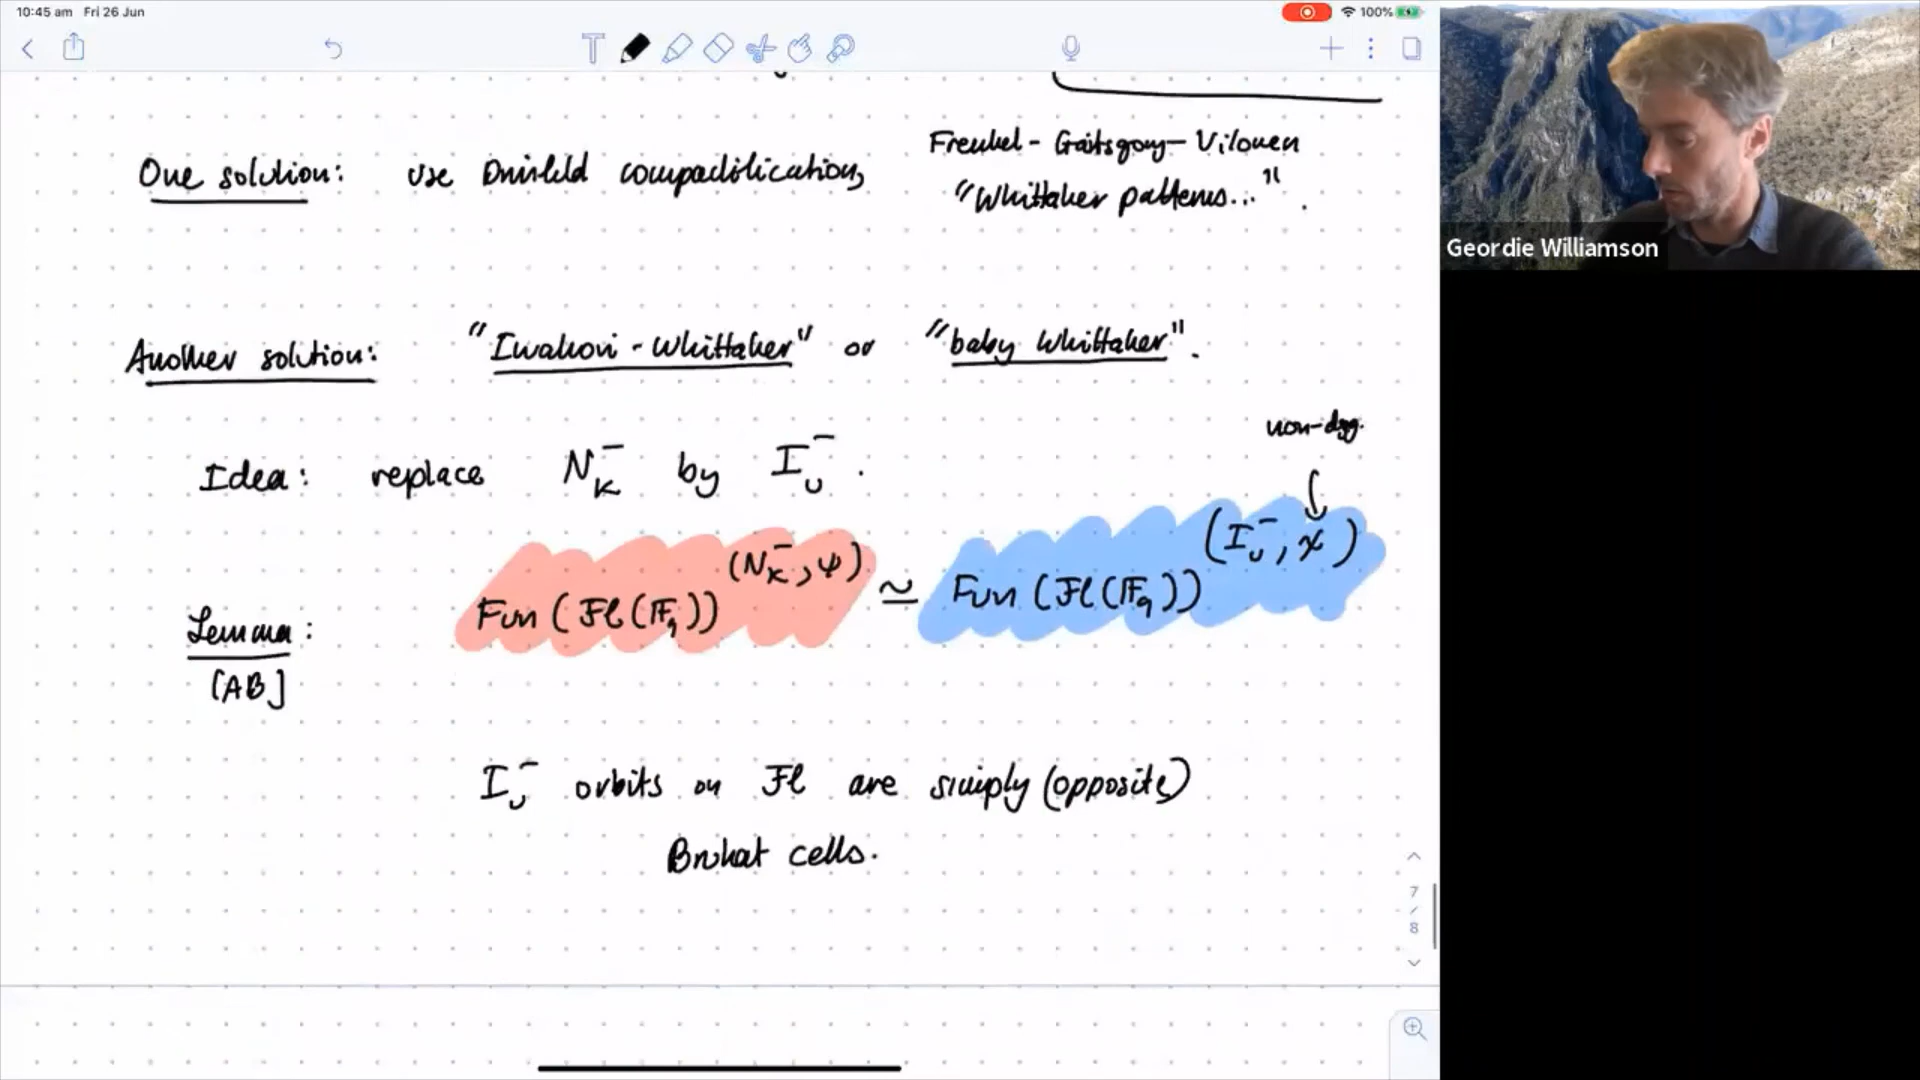 10:45 am Fri 26 Jun
100%
One solution: use Drinfeld compactification,
Frenkel - Gaitsgory - Vilonen
"Whittaker patterns...".
Another solution: "Iwahori - Whittaker" or "baby Whittaker".
Idea: replace N_K^- by I_u^-.
non-deg.
Lemma: Fun(Fl(F_q))^(N_K^-, ψ) ≃ Fun(Fl(F_q))^(I_u^-, χ)
[AB]
I_u^- orbits on Fl are simply (opposite)
Bruhat cells.
7
/
8
Geordie Williamson